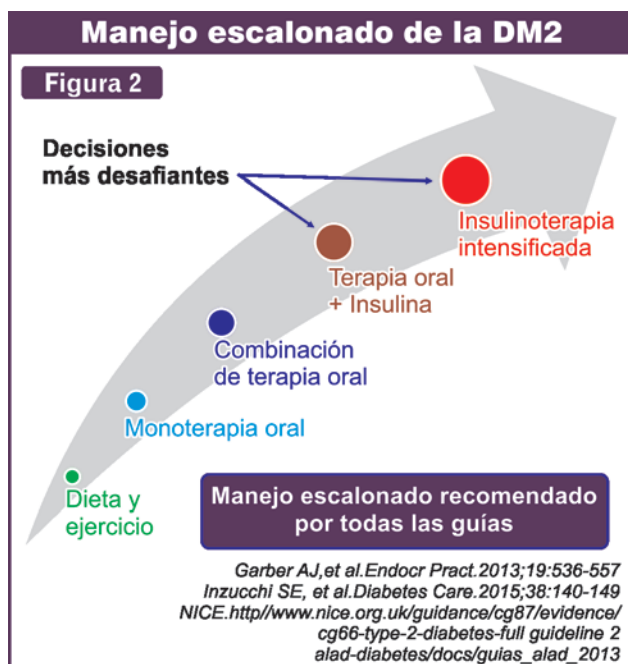 Manejo escalonado de la DM2
Figura 2
Decisiones
más desafiantes
Insulinoterapia
intensificada
Terapia oral
+ Insulina
Combinación
de terapia oral
Monoterapia oral
Dieta y
ejercicio
Manejo escalonado recomendado
por todas las guías
Garber AJ,et al.Endocr Pract.2013;19:536-557
Inzucchi SE, et al.Diabetes Care.2015;38:140-149
NICE.http//www.nice.org.uk/guidance/cg87/evidence/
cg66-type-2-diabetes-full guideline 2
alad-diabetes/docs/guias_alad_2013